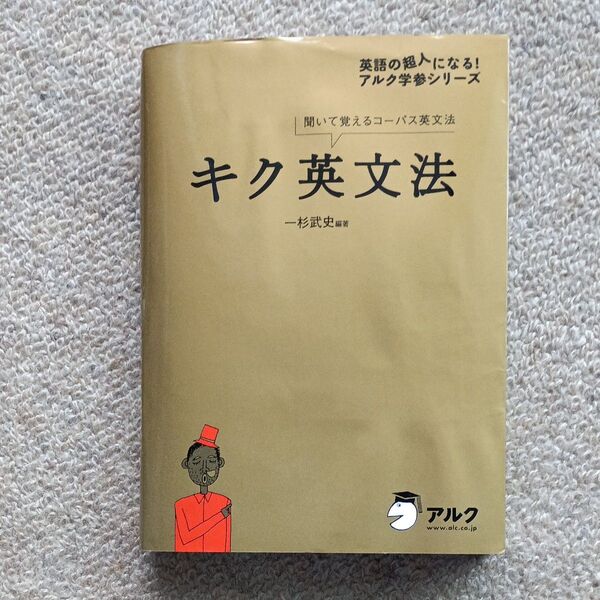 英語の超人になる!
アルク学参シリーズ
聞いて覚えるコーパス英文法
キク英文法
一杉武史編著
アルク
www.alc.co.jp